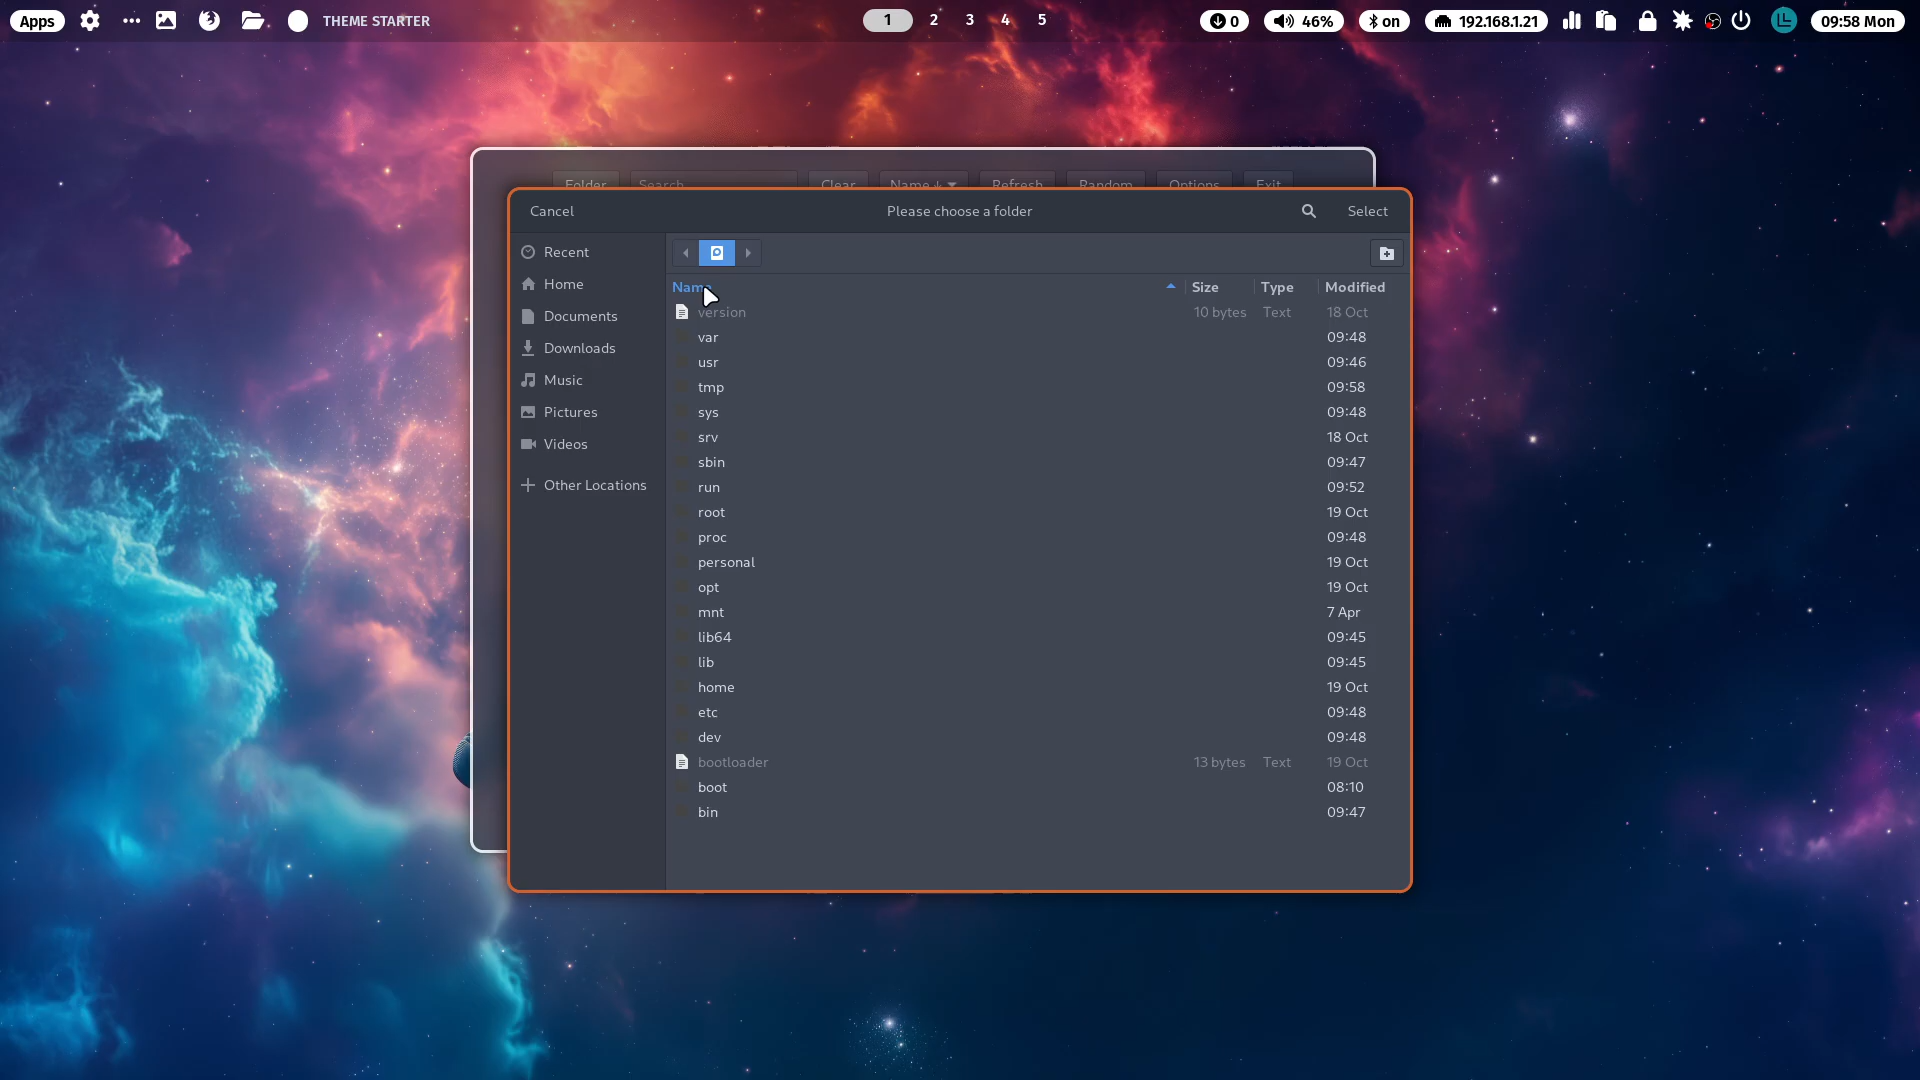 Apps THEME STARTER 1 2 3 4 5 0 46% on 192.168.1.21 09:58 Mon
Folder Search Clear Name Refresh Random Options Exit
Cancel Please choose a folder Select
Recent
Home
Documents
Downloads
Music
Pictures
Videos
Other Locations
Name Size Type Modified
version 10 bytes Text 18 Oct
var 09:48
usr 09:46
tmp 09:58
sys 09:48
srv 18 Oct
sbin 09:47
run 09:52
root 19 Oct
proc 09:48
personal 19 Oct
opt 19 Oct
mnt 7 Apr
lib64 09:45
lib 09:45
home 19 Oct
etc 09:48
dev 09:48
bootloader 13 bytes Text 19 Oct
boot 08:10
bin 09:47